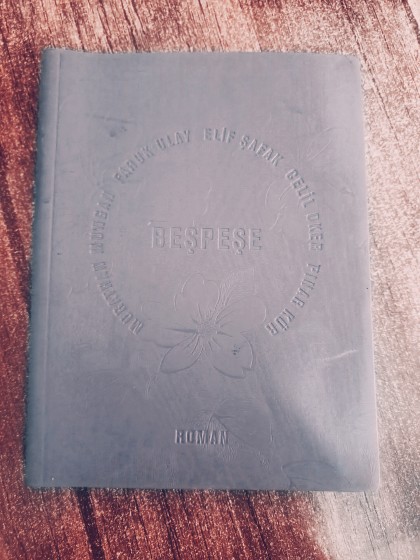 MURATHAN MUNGAN FARUK ULAY ELİF ŞAFAK CELİL OKER PINAR KÜR
BEŞPEŞE
ROMAN